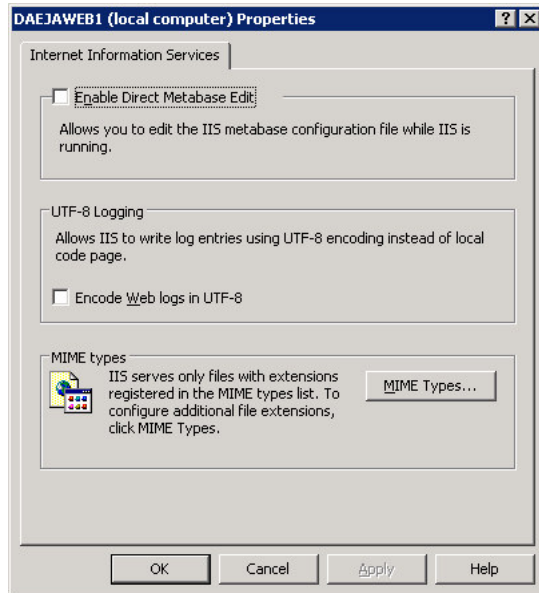 DAEJAWEB1 (local computer) Properties
Internet Information Services
Enable Direct Metabase Edit
Allows you to edit the IIS metabase configuration file while IIS is
running.
UTF-8 Logging
Allows IIS to write log entries using UTF-8 encoding instead of local
code page.
Encode Web logs in UTF-8
MIME types
IIS serves only files with extensions
registered in the MIME types list. To
configure additional file extensions,
click MIME Types.
MIME Types...
OK Cancel Apply Help